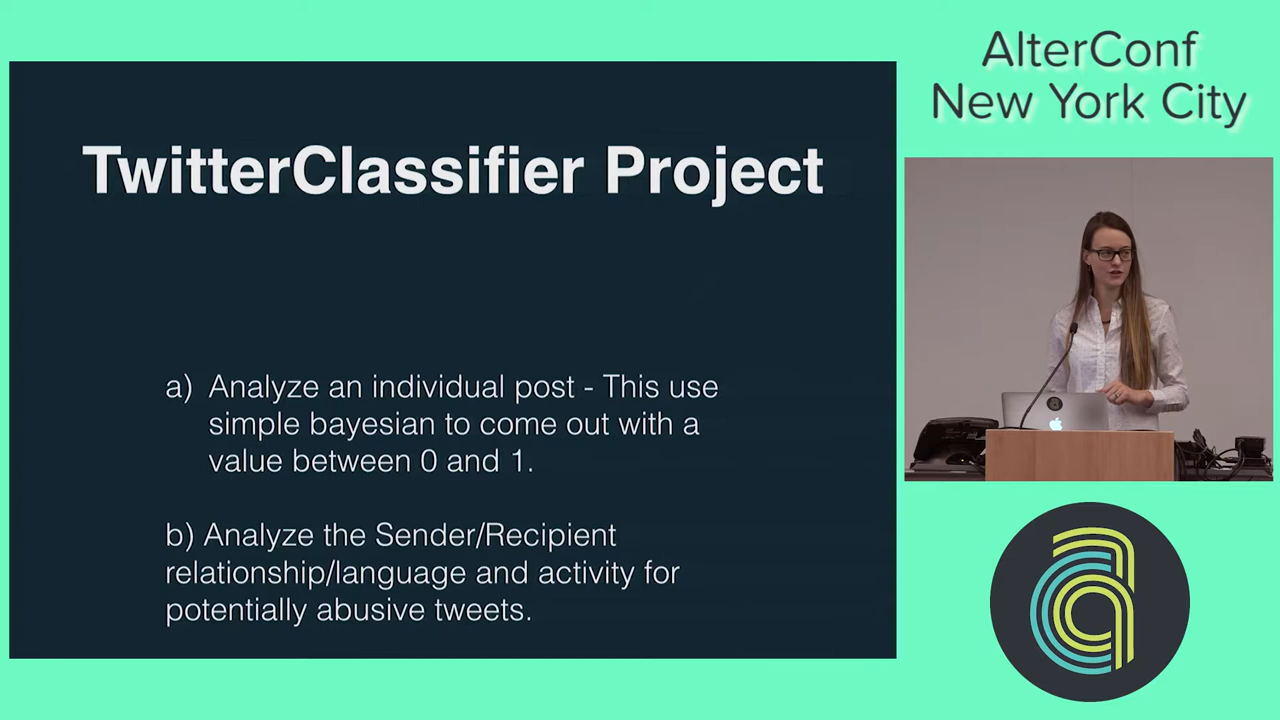 AlterConf
New York City
TwitterClassifier Project
a) Analyze an individual post - This use
simple bayesian to come out with a
value between 0 and 1.
b) Analyze the Sender/Recipient
relationship/language and activity for
potentially abusive tweets.